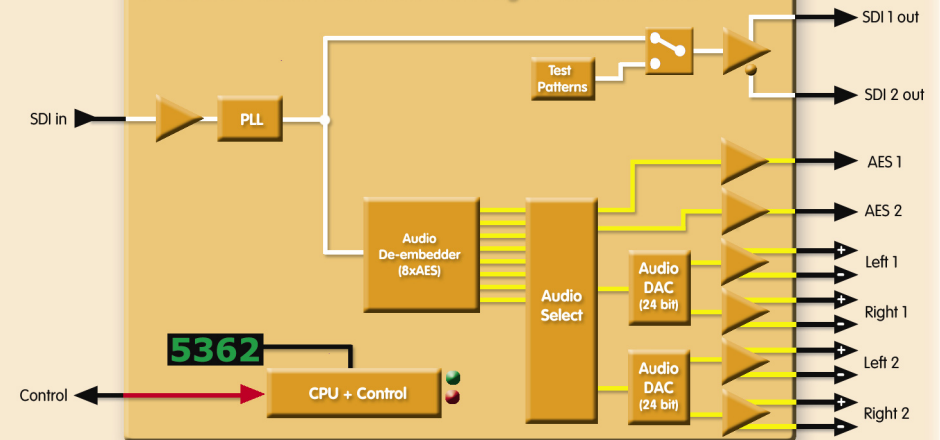 SDI 1 out
Test
Patterns
SDI 2 out
SDI in
PLL
AES 1
AES 2
Audio
De-embedder
(8xAES)
Audio
Select
Audio
DAC
(24 bit)
+
Left 1
-
+
Right 1
-
5362
Audio
DAC
(24 bit)
+
Left 2
-
+
Right 2
-
Control
CPU + Control